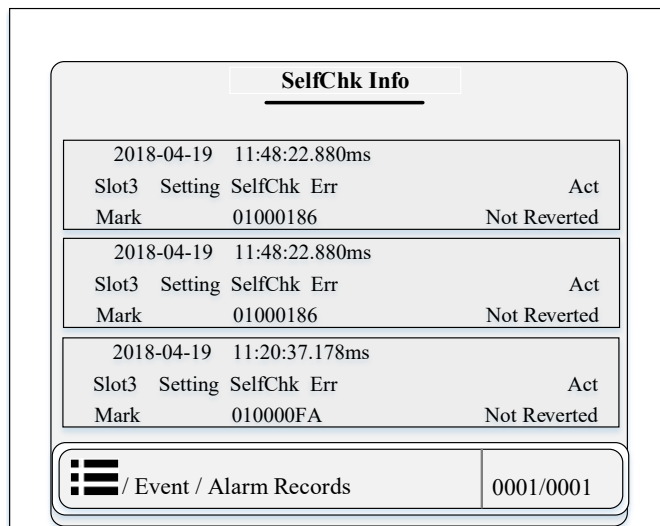 SelfChk Info
2018-04-19 11:48:22.880ms
Slot3 Setting SelfChk Err Act
Mark 01000186 Not Reverted
2018-04-19 11:48:22.880ms
Slot3 Setting SelfChk Err Act
Mark 01000186 Not Reverted
2018-04-19 11:20:37.178ms
Slot3 Setting SelfChk Err Act
Mark 010000FA Not Reverted
/ Event / Alarm Records 0001/0001